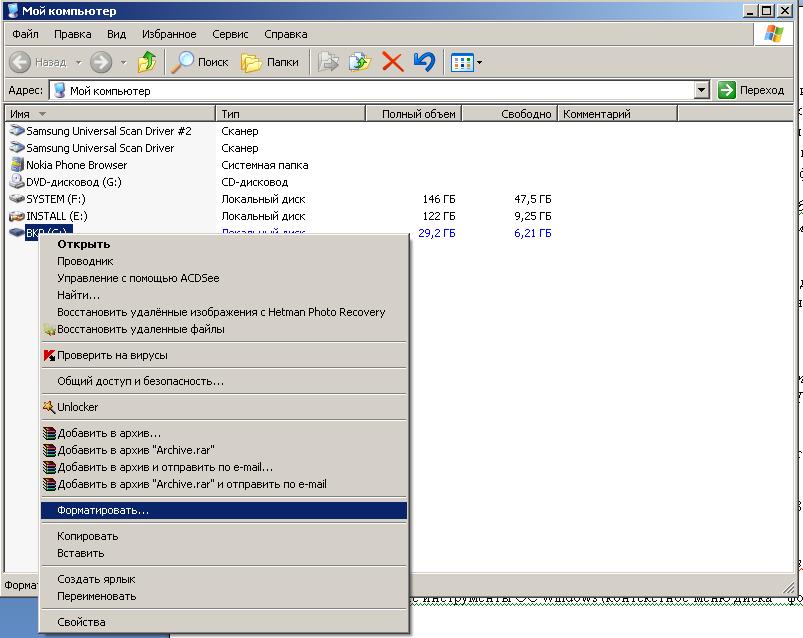 Мой компьютер
Файл Правка Вид Избранное Сервис Справка
Назад Поиск Папки
Адрес: Мой компьютер Переход
Имя Тип Полный объем Свободно Комментарий
Samsung Universal Scan Driver #2 Сканер
Samsung Universal Scan Driver Сканер
Nokia Phone Browser Системная папка
DVD-дисковод (G:) CD-дисковод
SYSTEM (F:) Локальный диск 146 ГБ 47,5 ГБ
INSTALL (E:) Локальный диск 122 ГБ 9,25 ГБ
Локальный диск 29,2 ГБ 6,21 ГБ
Открыть
Проводник
Управление с помощью ACDSee
Найти...
Восстановить удалённые изображения с Hetman Photo Recovery
Восстановить удаленные файлы
Проверить на вирусы
Общий доступ и безопасность...
Unlocker
Добавить в архив...
Добавить в архив "Archive.rar"
Добавить в архив и отправить по e-mail...
Добавить в архив "Archive.rar" и отправить по e-mail
Форматировать...
Копировать
Вставить
Создать ярлык
Переименовать
Свойства
Форма
инструменты ОС Windows (контекстное меню диска